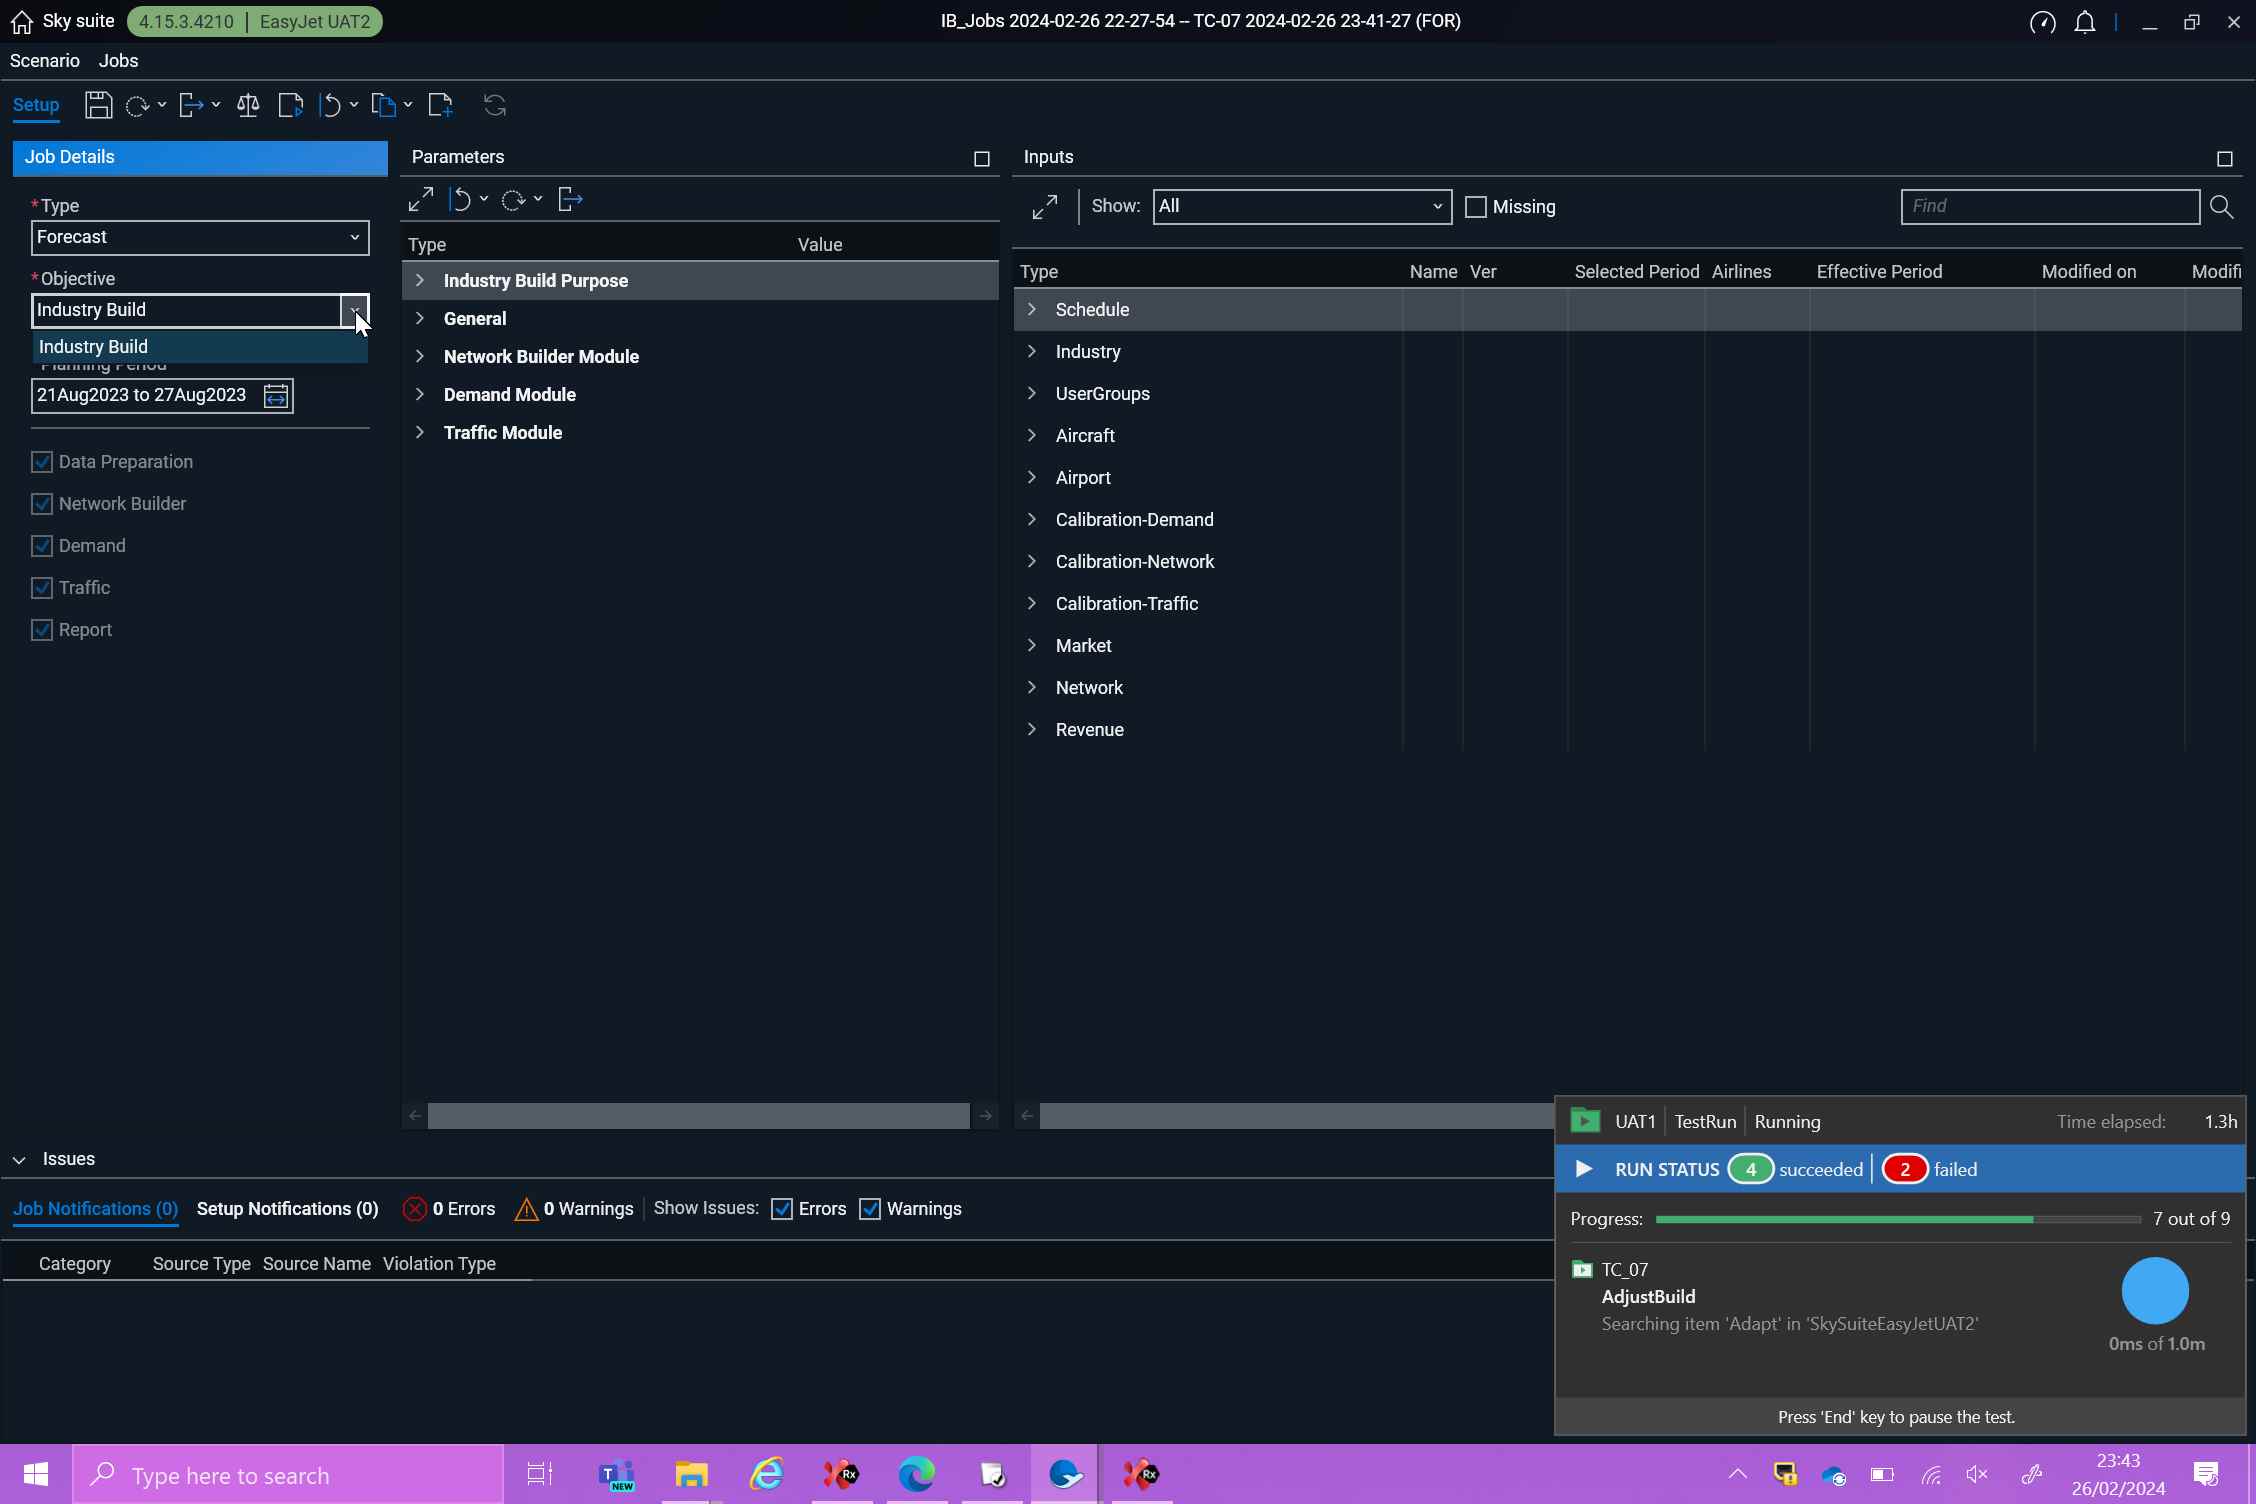 Sky suite 4.15.3.4210 | EasyJet UAT2
IB_Jobs 2024-02-26 22-27-54 -- TC-07 2024-02-26 23-41-27 (FOR)
Scenario Jobs
Setup
Job Details
*Type
Forecast
*Objective
Industry Build
Industry Build
Planning Period
21Aug2023 to 27Aug2023
Data Preparation
Network Builder
Demand
Traffic
Report
Parameters
Type Value
Industry Build Purpose
General
Network Builder Module
Demand Module
Traffic Module
Inputs
Show: All Missing Find
Type Name Ver Selected Period Airlines Effective Period Modified on Modifi
Schedule
Industry
UserGroups
Aircraft
Airport
Calibration-Demand
Calibration-Network
Calibration-Traffic
Market
Network
Revenue
Issues
Job Notifications (0) Setup Notifications (0) 0 Errors 0 Warnings Show Issues: Errors Warnings
Category Source Type Source Name Violation Type
UAT1 TestRun Running Time elapsed: 1.3h
RUN STATUS 4 succeeded 2 failed
Progress: 7 out of 9
TC_07
AdjustBuild
Searching item 'Adapt' in 'SkySuiteEasyJetUAT2'
0ms of 1.0m
Press 'End' key to pause the test.
Type here to search
T NEW
Rx
Rx
23:43
26/02/2024